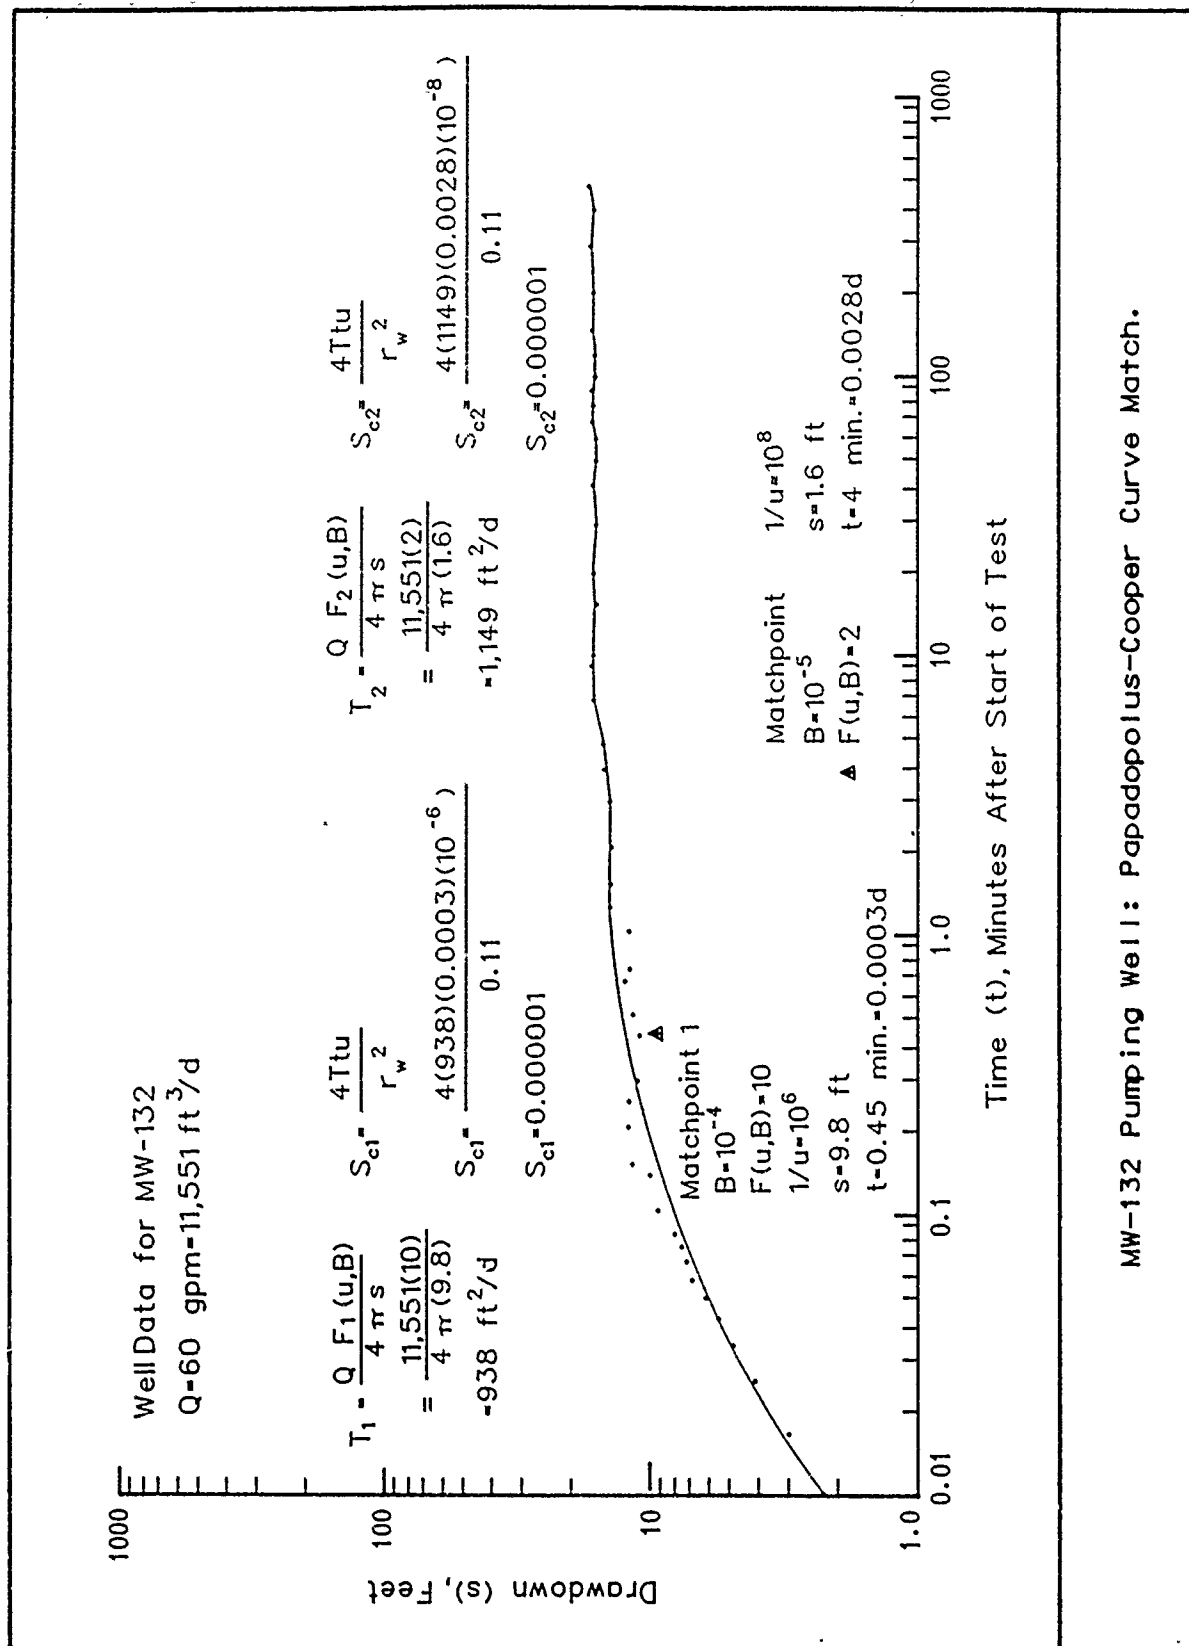 Well Data for MW-132
Q=60 gpm=11,551 ft³/d
T₁ = Q F₁(u,B) / 4 π s
= 11,551(10) / 4 π (9.8)
=938 ft²/d
S_c1= 4Ttu / r_w²
S_c1= 4(938)(0.0003)(10⁻⁶) / 0.11
S_c1=0.000001
T₂ = Q F₂(u,B) / 4 π s
= 11,551(2) / 4 π (1.6)
=1,149 ft²/d
S_c2= 4Ttu / r_w²
S_c2= 4(1149)(0.0028)(10⁻⁸) / 0.11
S_c2=0.000001
Matchpoint 1
B=10⁻⁴
F(u,B)=10
1/u=10⁶
s=9.8 ft
t=0.45 min.=0.0003d
Matchpoint
B=10⁻⁵
F(u,B)=2
1/u=10⁸
s=1.6 ft
t=4 min.=0.0028d
Drawdown (s), Feet
1000
100
10
1.0
0.01
0.1
1.0
10
100
1000
Time (t), Minutes After Start of Test
MW-132 Pumping Well: Papadopolus-Cooper Curve Match.